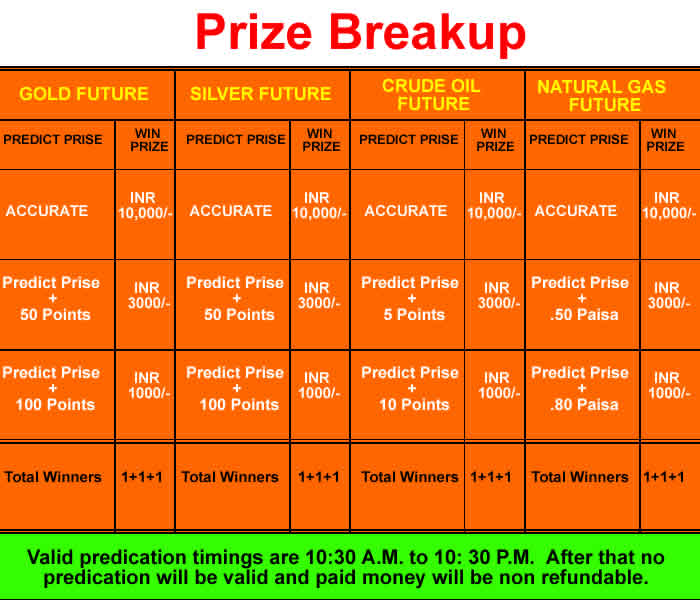 Prize Breakup
GOLD FUTURE
SILVER FUTURE
CRUDE OIL
FUTURE
NATURAL GAS
FUTURE
PREDICT PRISE
WIN
PRIZE
PREDICT PRISE
WIN
PRIZE
PREDICT PRISE
WIN
PRIZE
PREDICT PRISE
WIN
PRIZE
ACCURATE
INR
10,000/-
ACCURATE
INR
10,000/-
ACCURATE
INR
10,000/-
ACCURATE
INR
10,000/-
Predict Prise
+
50 Points
INR
3000/-
Predict Prise
+
50 Points
INR
3000/-
Predict Prise
+
5 Points
INR
3000/-
Predict Prise
+
.50 Paisa
INR
3000/-
Predict Prise
+
100 Points
INR
1000/-
Predict Prise
+
100 Points
INR
1000/-
Predict Prise
+
10 Points
INR
1000/-
Predict Prise
+
.80 Paisa
INR
1000/-
Total Winners
1+1+1
Total Winners
1+1+1
Total Winners
1+1+1
Total Winners
1+1+1
Valid predication timings are 10:30 A.M. to 10: 30 P.M.  After that no
predication will be valid and paid money will be non refundable.